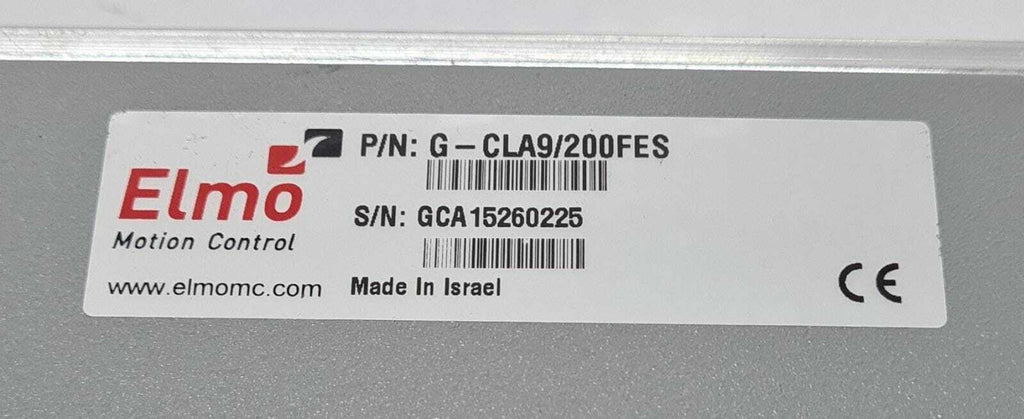 Elmo
Motion Control
www.elmomc.com
P/N: G-CLA9/200FES
S/N: GCA15260225
Made In Israel
CE